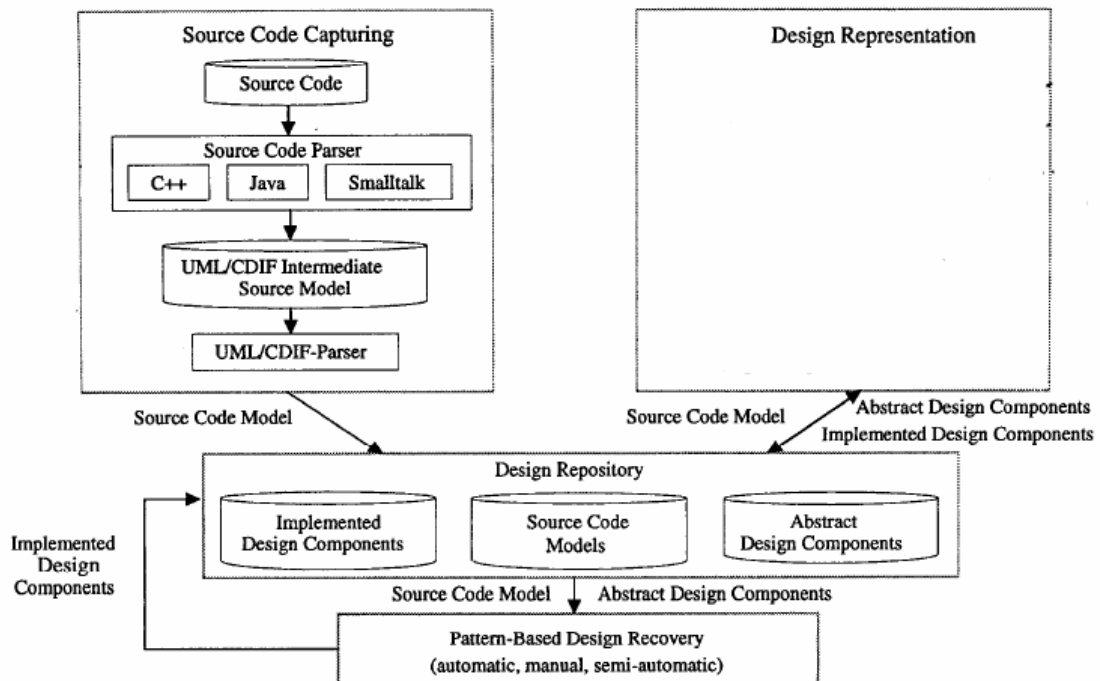 Source Code Capturing
Source Code
Source Code Parser
C++
Java
Smalltalk
UML/CDIF Intermediate
Source Model
UML/CDIF-Parser
Design Representation
Source Code Model
Source Code Model
Abstract Design Components
Implemented Design Components
Design Repository
Implemented
Design Components
Source Code
Models
Abstract
Design Components
Implemented
Design
Components
Source Code Model
Abstract Design Components
Pattern-Based Design Recovery
(automatic, manual, semi-automatic)